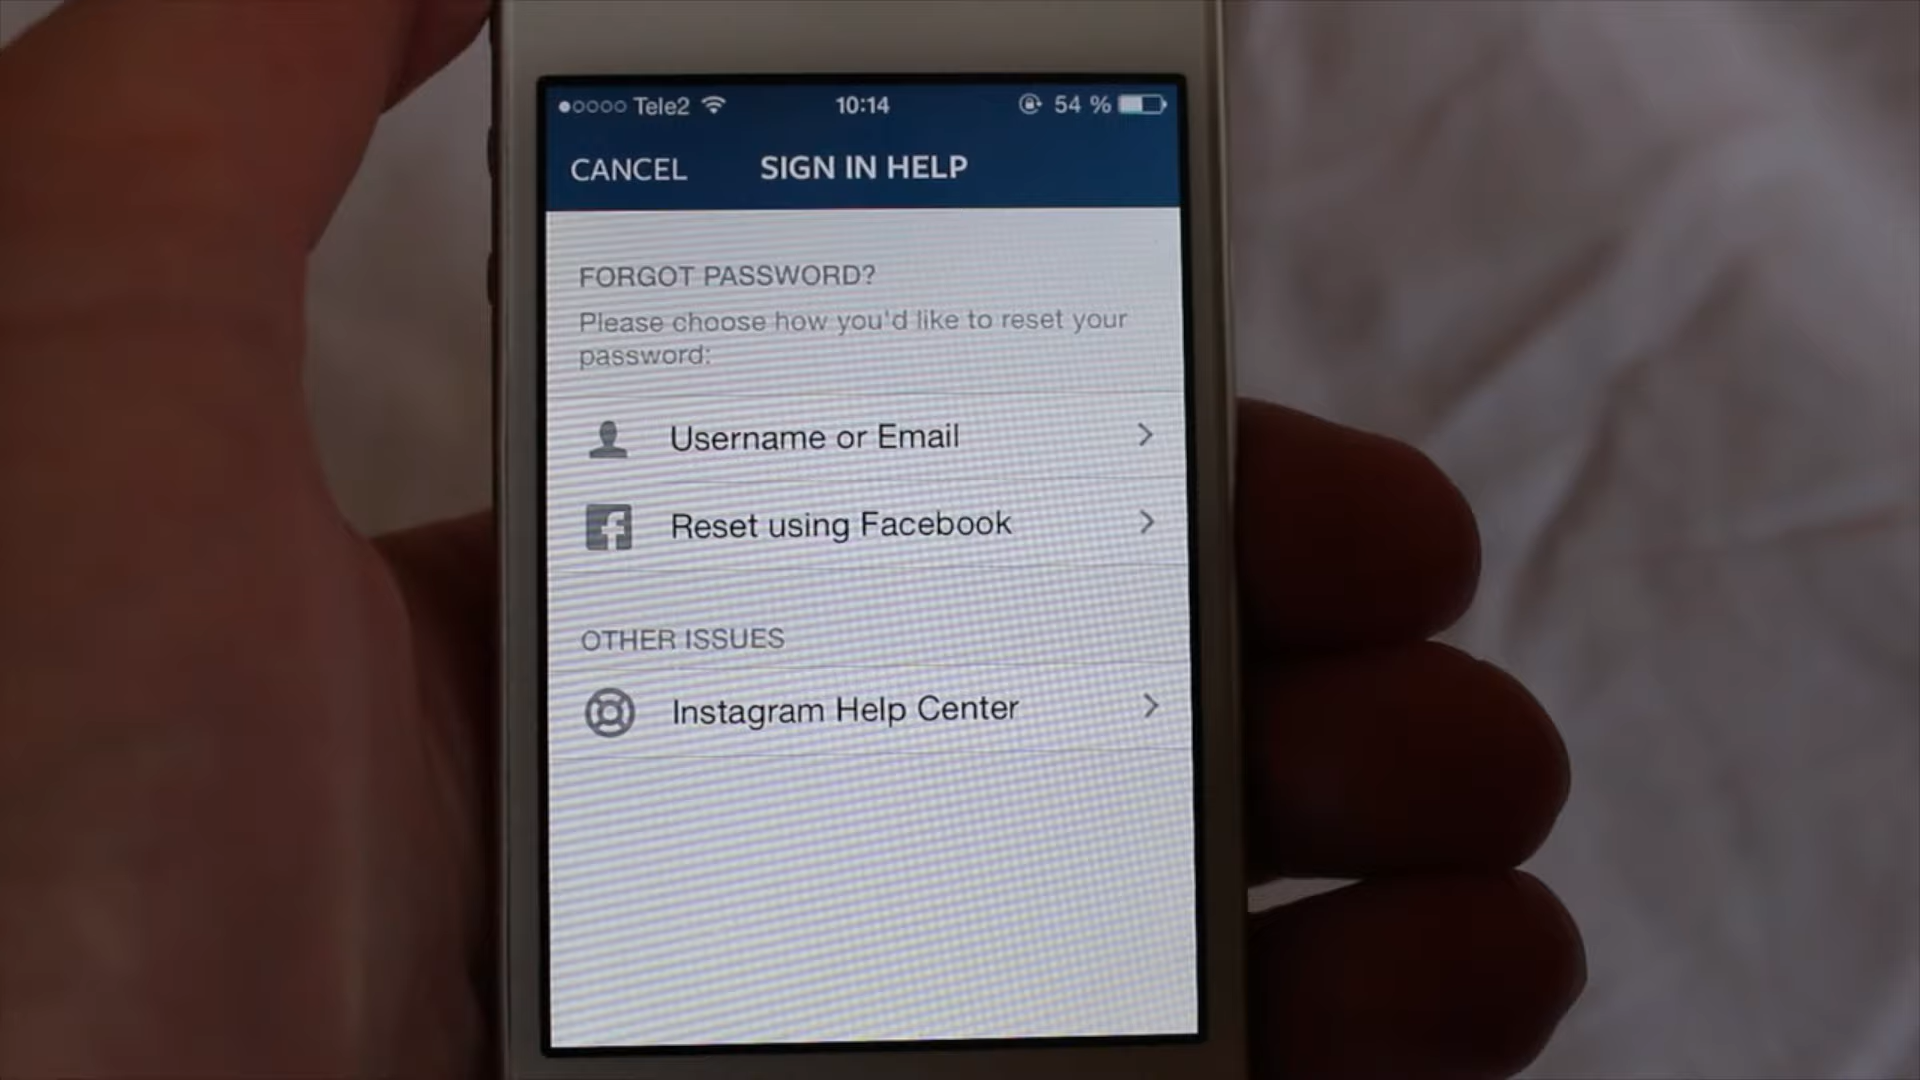 Tele2 10:14 54 %
CANCEL SIGN IN HELP
FORGOT PASSWORD?
Please choose how you'd like to reset your
password:
Username or Email
Reset using Facebook
OTHER ISSUES
Instagram Help Center